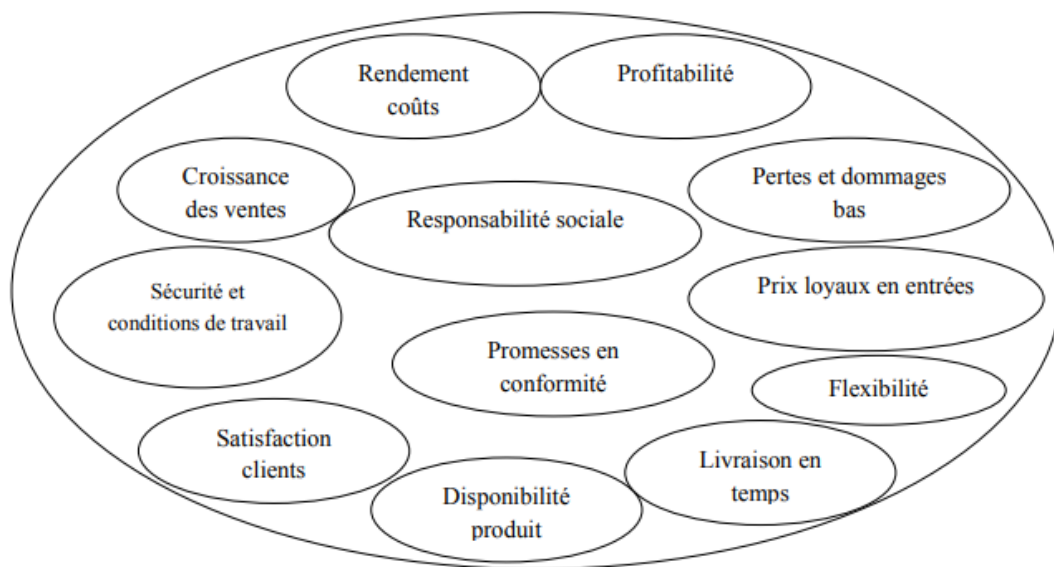 Rendement
coûts
Profitabilité
Croissance
des ventes
Pertes et dommages
bas
Responsabilité sociale
Sécurité et
conditions de travail
Prix loyaux en entrées
Promesses en
conformité
Flexibilité
Satisfaction
clients
Livraison en
temps
Disponibilité
produit